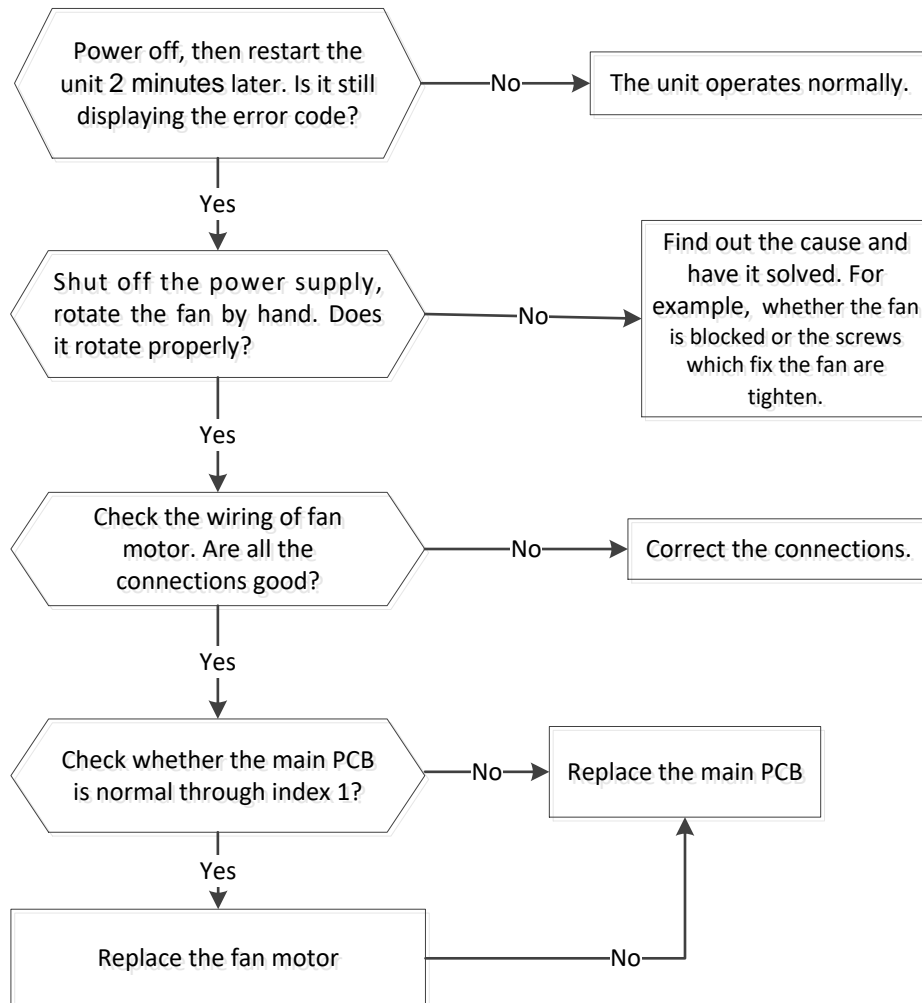 Power off, then restart the
unit 2 minutes later. Is it still
displaying the error code?
No
The unit operates normally.
Yes
Shut off the power supply,
rotate the fan by hand. Does
it rotate properly?
No
Find out the cause and
have it solved. For
example, whether the fan
is blocked or the screws
which fix the fan are
tighten.
Yes
Check the wiring of fan
motor. Are all the
connections good?
No
Correct the connections.
Yes
Check whether the main PCB
is normal through index 1?
No
Replace the main PCB
Yes
Replace the fan motor
No